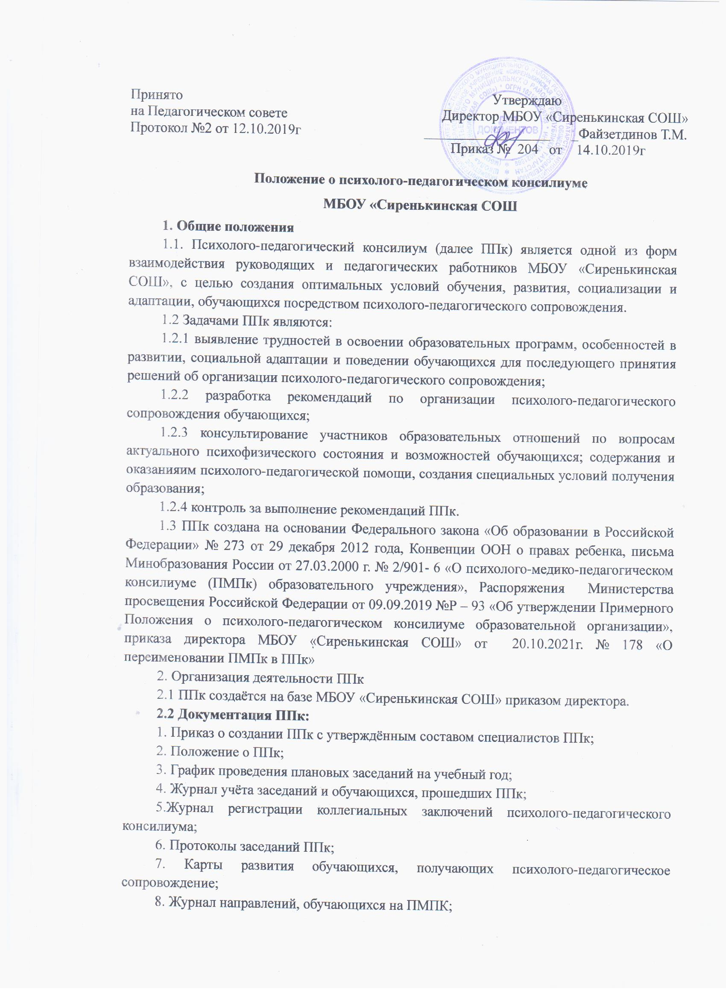 Принято
на Педагогическом совете
Протокол №2 от 12.10.2019г
Утверждаю
Директор МБОУ «Сиренькинская СОШ»
_Файзетдинов Т.М.
Приказ № 204 от 14.10.2019г
ДЛЯ
ДОКУМЕНТОВ
Положение о психолого-педагогическом консилиуме
МБОУ «Сиренькинская СОШ
1. Общие положения
1.1. Психолого-педагогический консилиум (далее ППк) является одной из форм
взаимодействия руководящих и педагогических работников МБОУ «Сиренькинская
СОШ», с целью создания оптимальных условий обучения, развития, социализации и
адаптации, обучающихся посредством психолого-педагогического сопровождения.
1.2 Задачами ППк являются:
1.2.1 выявление трудностей в освоении образовательных программ, особенностей в
развитии, социальной адаптации и поведении обучающихся для последующего принятия
решений об организации психолого-педагогического сопровождения;
1.2.2 разработка рекомендаций по организации психолого-педагогического
сопровождения обучающихся;
1.2.3 консультирование участников образовательных отношений по вопросам
актуального психофизического состояния и возможностей обучающихся; содержания и
оказанияим психолого-педагогической помощи, создания специальных условий получения
образования;
1.2.4 контроль за выполнение рекомендаций ППк.
1.3 ППк создана на основании Федерального закона «Об образовании в Российской
Федерации» № 273 от 29 декабря 2012 года, Конвенции ООН о правах ребенка, письма
Минобразования России от 27.03.2000 г. № 2/901- 6 «О психолого-медико-педагогическом
консилиуме (ПМПк) образовательного учреждения», Распоряжения Министерства
просвещения Российской Федерации от 09.09.2019 №Р – 93 «Об утверждении Примерного
Положения о психолого-педагогическом консилиуме образовательной организации»,
приказа директора МБОУ «Сиренькинская СОШ» от 20.10.2021г. № 178 «О
переименовании ПМПк в ППк»
2. Организация деятельности ППк
2.1 ППк создаётся на базе МБОУ «Сиренькинская СОШ» приказом директора.
2.2 Документация ППк:
1. Приказ о создании ППк с утверждённым составом специалистов ППк;
2. Положение о ППк;
3. График проведения плановых заседаний на учебный год;
4. Журнал учёта заседаний и обучающихся, прошедших ППк;
5.Журнал регистрации коллегиальных заключений психолого-педагогического
консилиума;
6. Протоколы заседаний ППк;
7. Карты развития обучающихся, получающих психолого-педагогическое
сопровождение;
8. Журнал направлений, обучающихся на ПМПК;